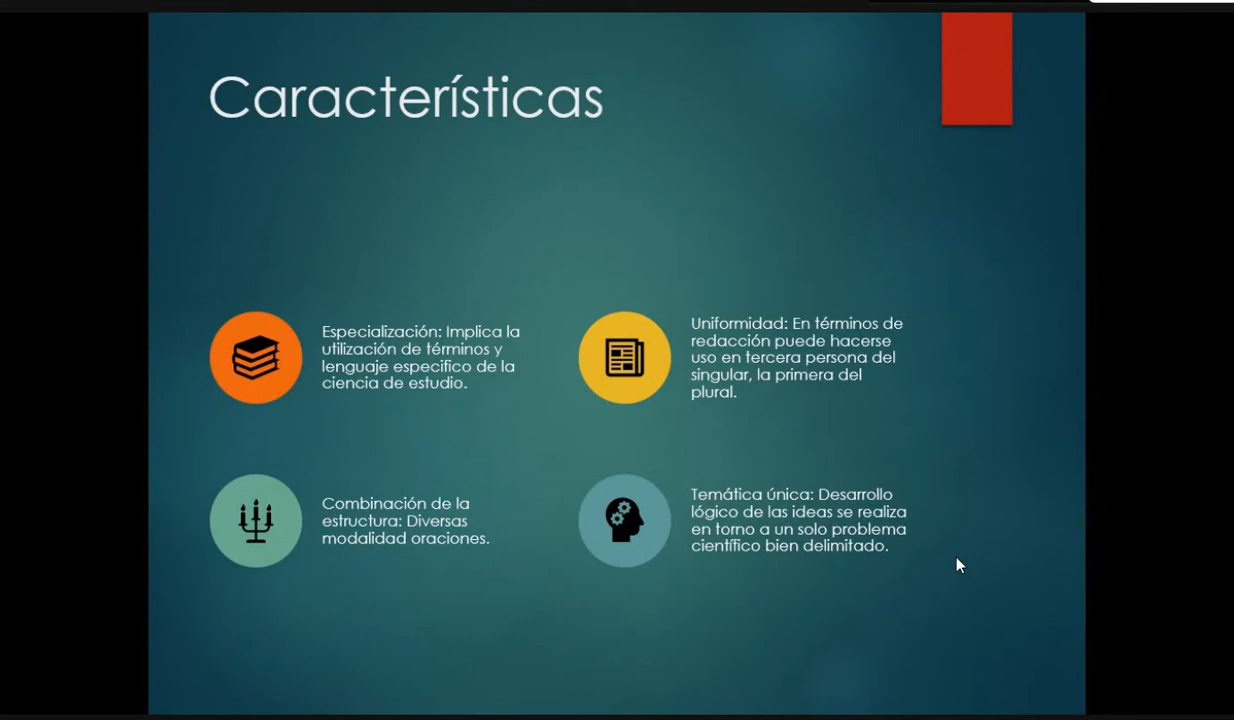 Características
Especialización: Implica la
utilización de términos y
lenguaje especifico de la
ciencia de estudio.
Uniformidad: En términos de
redacción puede hacerse
uso en tercera persona del
singular, la primera del
plural.
Combinación de la
estructura: Diversas
modalidad oraciones.
Temática única: Desarrollo
lógico de las ideas se realiza
en torno a un solo problema
científico bien delimitado.